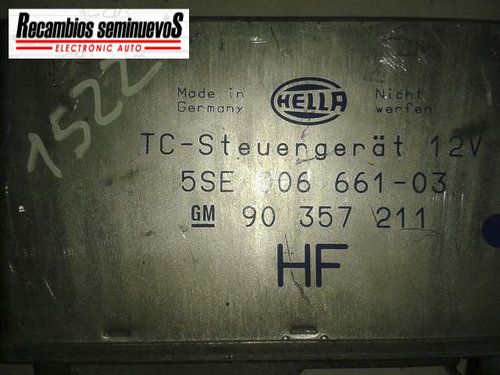 Recambios seminuevoS
ELECTRONIC AUTO
1522
Made in
Germany
HELLA
Nicht
werfen
TC-Steuergerät 12V
5SE 006 661-03
GM 90 357 211
HF